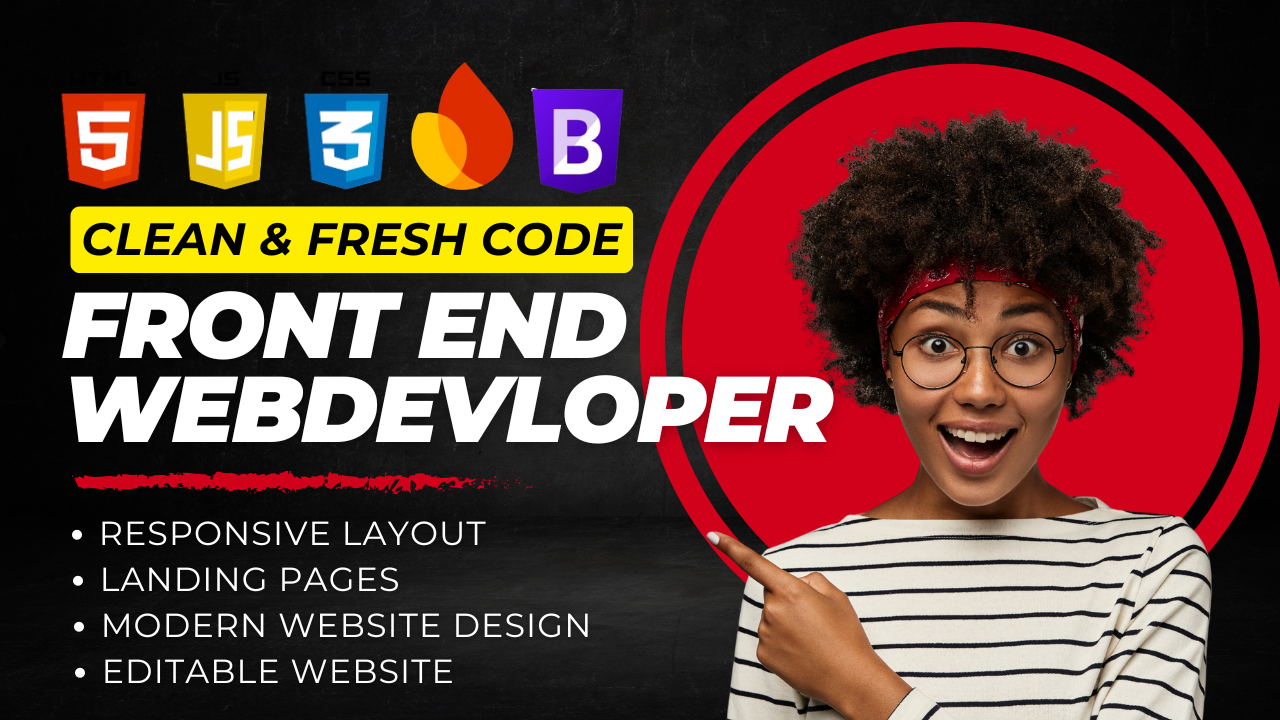 HTML JS CSS
5 JS 3 B
CLEAN & FRESH CODE
FRONT END
WEBDEVLOPER
• RESPONSIVE LAYOUT
• LANDING PAGES
• MODERN WEBSITE DESIGN
• EDITABLE WEBSITE